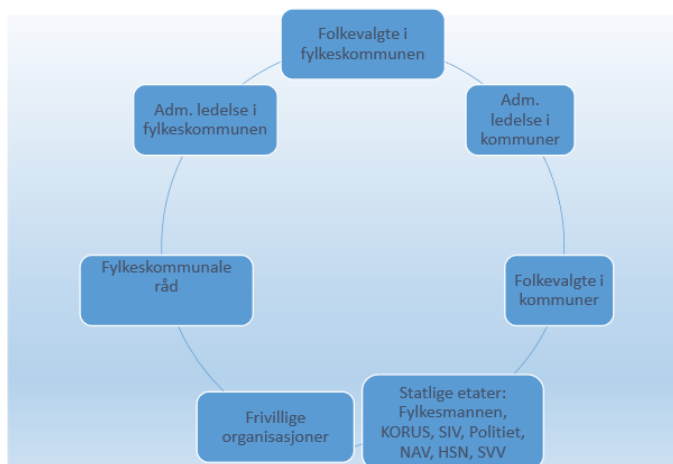 Folkevalgte i
fylkeskommunen
Adm.
ledelse i
kommuner
Folkevalgte i
kommuner
Statlige etater:
Fylkesmannen,
KORUS, SIV, Politiet,
NAV, HSN, SVV
Frivillige
organisasjoner
Fylkeskommunale
råd
Adm. ledelse i
fylkeskommunen